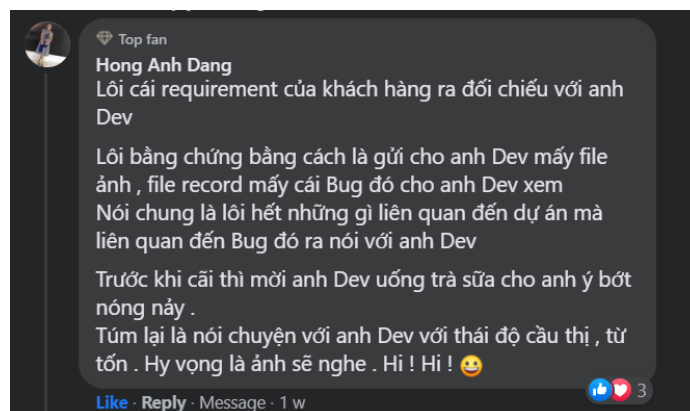 Top fan
Hong Anh Dang
Lôi cái requirement của khách hàng ra đối chiếu với anh
Dev
Lôi bằng chứng bằng cách là gửi cho anh Dev mấy file
ảnh , file record mấy cái Bug đó cho anh Dev xem
Nói chung là lôi hết những gì liên quan đến dự án mà
liên quan đến Bug đó ra nói với anh Dev
Trước khi cãi thì mời anh Dev uống trà sữa cho anh ý bớt
nóng nảy .
Túm lại là nói chuyện với anh Dev với thái độ cầu thị , từ
tốn . Hy vọng là ảnh sẽ nghe . Hi ! Hi ! 😀
Like · Reply · Message · 1 w
3